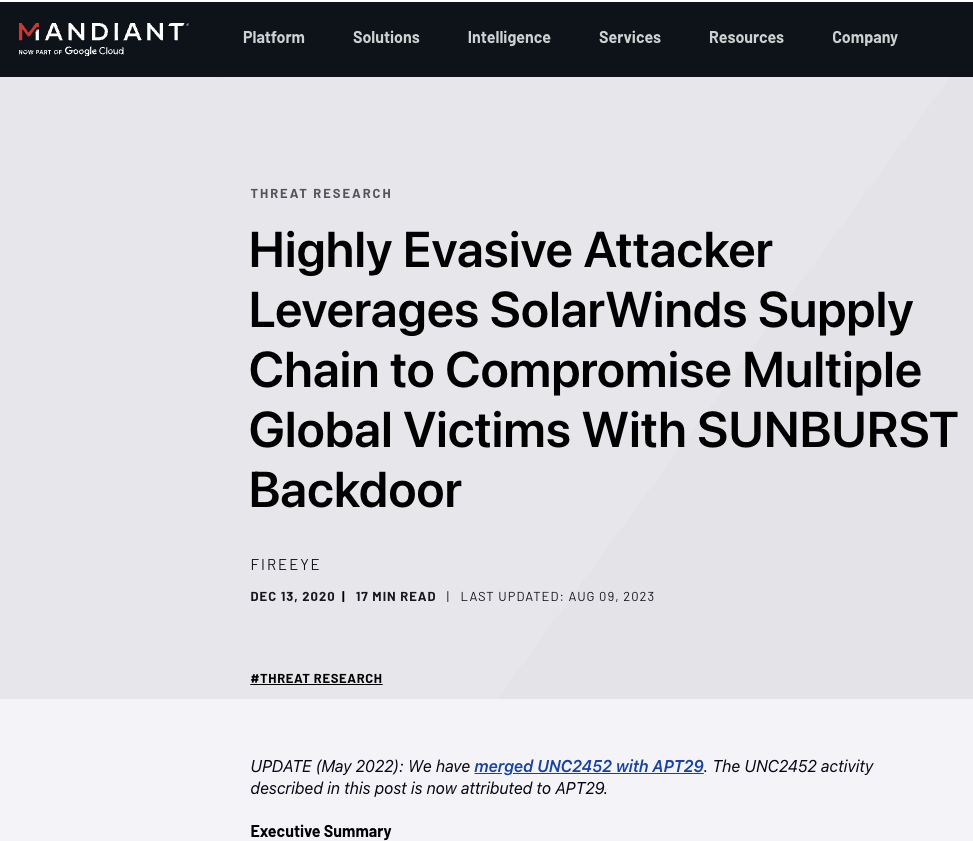 MANDIANT
NOW PART OF Google Cloud
Platform Solutions Intelligence Services Resources Company
THREAT RESEARCH
Highly Evasive Attacker
Leverages SolarWinds Supply
Chain to Compromise Multiple
Global Victims With SUNBURST
Backdoor
FIREEYE
DEC 13, 2020 | 17 MIN READ | LAST UPDATED: AUG 09, 2023
#THREAT RESEARCH
UPDATE (May 2022): We have merged UNC2452 with APT29. The UNC2452 activity
described in this post is now attributed to APT29.
Executive Summary